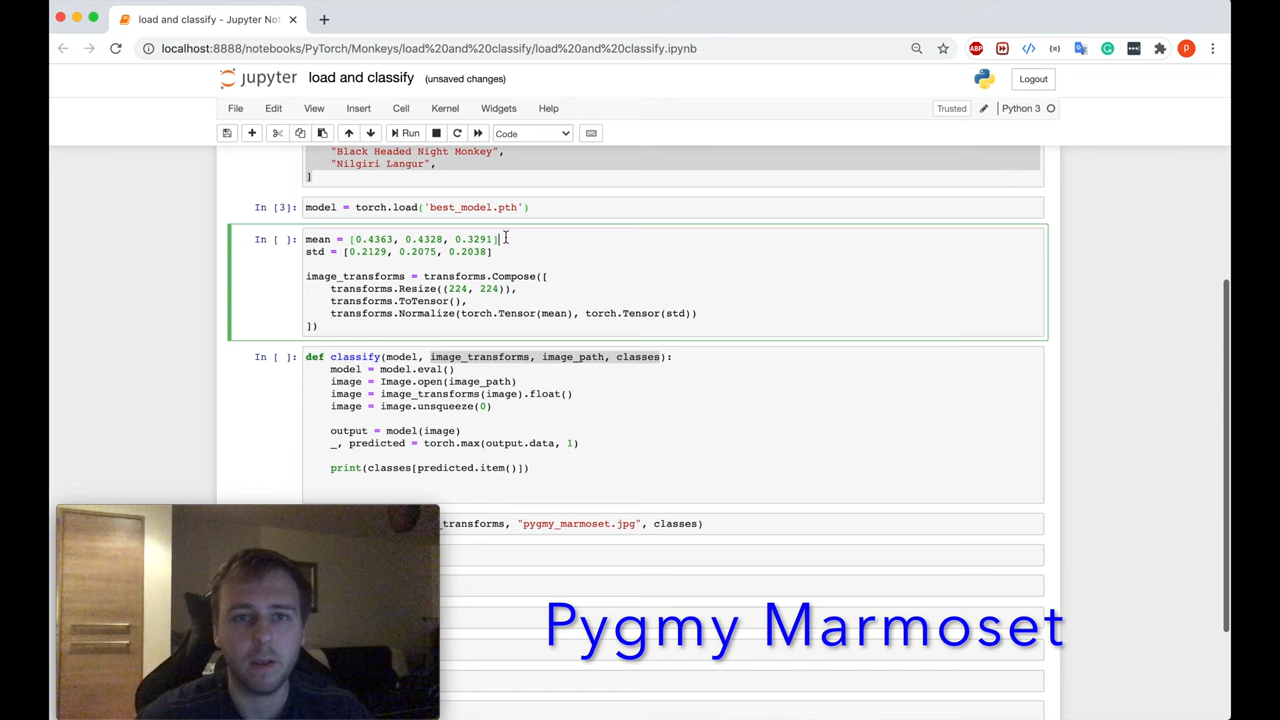 load and classify - Jupyter Not
localhost:8888/notebooks/PyTorch/Monkeys/load%20and%20classify/load%20and%20classify.ipynb
ABP
P
jupyter load and classify (unsaved changes)
Logout
File Edit View Insert Cell Kernel Widgets Help
Trusted Python 3
Run Code
"Black Headed Night Monkey",
"Nilgiri Langur",
]
In [3]: model = torch.load('best_model.pth')
In [ ]: mean = [0.4363, 0.4328, 0.3291]
std = [0.2129, 0.2075, 0.2038]
image_transforms = transforms.Compose([
transforms.Resize((224, 224)),
transforms.ToTensor(),
transforms.Normalize(torch.Tensor(mean), torch.Tensor(std))
])
In [ ]: def classify(model, image_transforms, image_path, classes):
model = model.eval()
image = Image.open(image_path)
image = image_transforms(image).float()
image = image.unsqueeze(0)
output = model(image)
_, predicted = torch.max(output.data, 1)
print(classes[predicted.item()])
_transforms, "pygmy_marmoset.jpg", classes)
Pygmy Marmoset